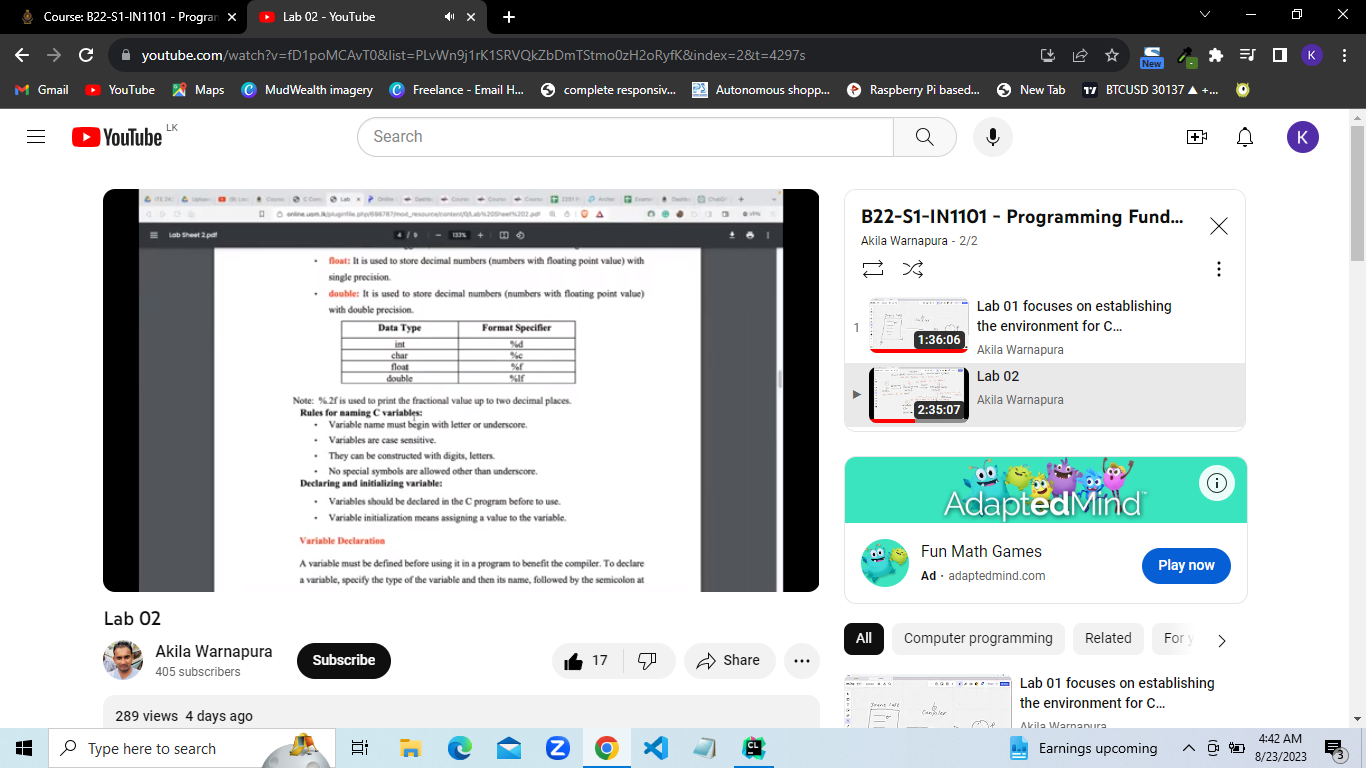 Course: B22-S1-IN1101 - Program
Lab 02 - YouTube
youtube.com/watch?v=fD1poMCAvT0&list=PLvWn9j1rK1SRVQkZbDmTStmo0zH2oRyfK&index=2&t=4297s
New
K
Gmail
YouTube
Maps
MudWealth imagery
Freelance - Email H...
complete responsiv...
Autonomous shopp...
Raspberry Pi based...
New Tab
BTCUSD 30137 ▲ +...
YouTube LK
Search
K
Lab Sheet 2.pdf
4 / 9
133%
• float: It is used to store decimal numbers (numbers with floating point value) with
single precision.
• double: It is used to store decimal numbers (numbers with floating point value)
with double precision.
Data Type Format Specifier
int %d
char %c
float %f
double %lf
Note: %.2f is used to print the fractional value up to two decimal places.
Rules for naming C variables:
• Variable name must begin with letter or underscore.
• Variables are case sensitive.
• They can be constructed with digits, letters.
• No special symbols are allowed other than underscore.
Declaring and initializing variable:
• Variables should be declared in the C program before to use.
• Variable initialization means assigning a value to the variable.
Variable Declaration
A variable must be defined before using it in a program to benefit the compiler. To declare
a variable, specify the type of the variable and then its name, followed by the semicolon at
Lab 02
Akila Warnapura
405 subscribers
Subscribe
17
Share
289 views 4 days ago
B22-S1-IN1101 - Programming Fund...
Akila Warnapura - 2/2
1
1:36:06
Lab 01 focuses on establishing
the environment for C...
Akila Warnapura
2:35:07
Lab 02
Akila Warnapura
AdaptedMind
Fun Math Games
Ad · adaptedmind.com
Play now
All
Computer programming
Related
For y
Lab 01 focuses on establishing
the environment for C...
Akila Warnapura
Type here to search
Earnings upcoming
4:42 AM
8/23/2023
3